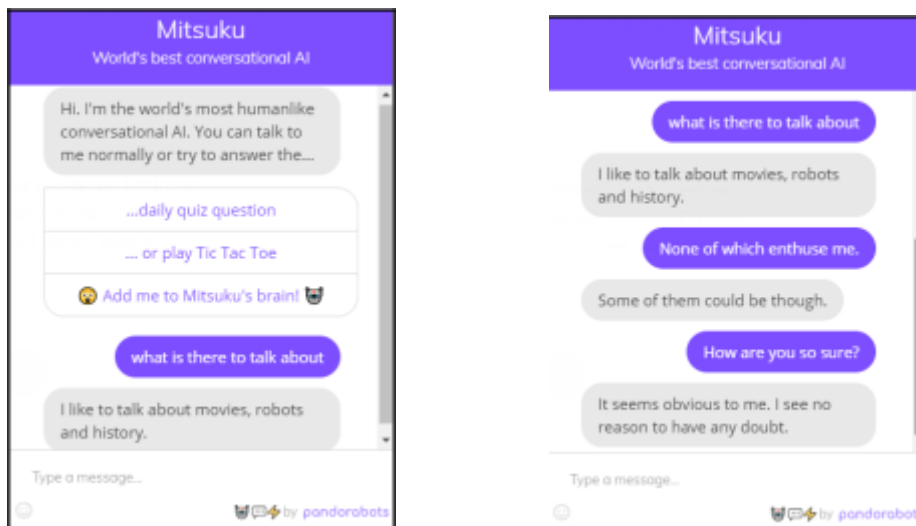 Mitsuku
World's best conversational AI
Hi. I'm the world's most humanlike
conversational AI. You can talk to
me normally or try to answer the....
...daily quiz question
.... or play Tic Tac Toe
Add me to Mitsuku's brain!
what is there to talk about
I like to talk about movies, robots
and history.
Type a message...
by pandorabots
Mitsuku
World's best conversational AI
what is there to talk about
I like to talk about movies, robots
and history.
None of which enthuse me.
Some of them could be though.
How are you so sure?
It seems obvious to me. I see no
reason to have any doubt.
Type a message...
by pandorabot